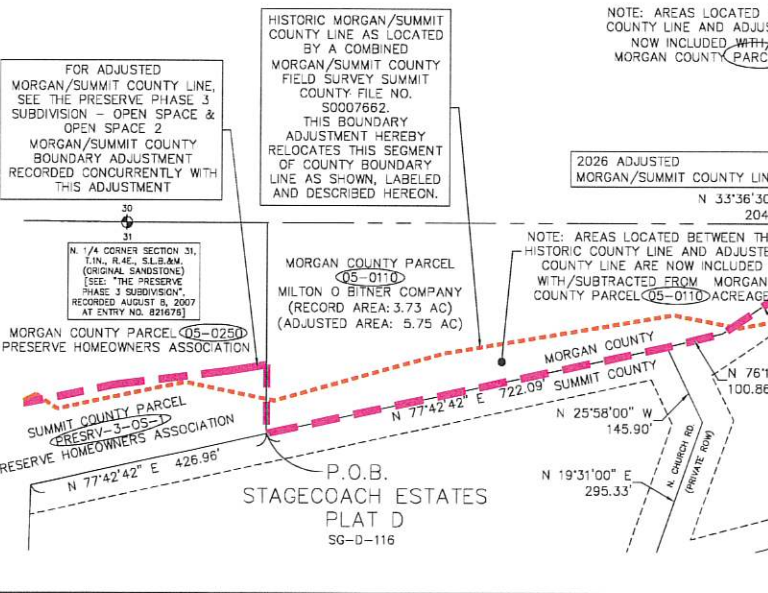 FOR ADJUSTED
MORGAN/SUMMIT COUNTY LINE,
SEE THE PRESERVE PHASE 3
SUBDIVISION - OPEN SPACE &
OPEN SPACE 2
MORGAN/SUMMIT COUNTY
BOUNDARY ADJUSTMENT
RECORDED CONCURRENTLY WITH
THIS ADJUSTMENT
HISTORIC MORGAN/SUMMIT
COUNTY LINE AS LOCATED
BY A COMBINED
MORGAN/SUMMIT COUNTY
FIELD SURVEY SUMMIT
COUNTY FILE NO.
S0007662.
THIS BOUNDARY
ADJUSTMENT HEREBY
RELOCATES THIS SEGMENT
OF COUNTY BOUNDARY
LINE AS SHOWN, LABELED
AND DESCRIBED HEREON.
NOTE: AREAS LOCATED
COUNTY LINE AND ADJUS
NOW INCLUDED WITH/
MORGAN COUNTY PARC
2026 ADJUSTED
MORGAN/SUMMIT COUNTY LIN
N 33°36'30
204
30
31
N. 1/4 CORNER SECTION 31,
T.1N., R.4E., S.L.B.&M.
(ORIGINAL SANDSTONE)
[SEE: "THE PRESERVE
PHASE 3 SUBDIVISION",
RECORDED AUGUST 8, 2007
AT ENTRY NO. 821676]
MORGAN COUNTY PARCEL 05-0250
PRESERVE HOMEOWNERS ASSOCIATION
MORGAN COUNTY PARCEL
05-0110
MILTON O BITNER COMPANY
(RECORD AREA: 3.73 AC)
(ADJUSTED AREA: 5.75 AC)
NOTE: AREAS LOCATED BETWEEN TH
HISTORIC COUNTY LINE AND ADJUSTE
COUNTY LINE ARE NOW INCLUDED
WITH/SUBTRACTED FROM MORGAN
COUNTY PARCEL 05-0110 ACREAGE
MORGAN COUNTY
SUMMIT COUNTY
N 77°42'42" E 722.09'
N 76°1
100.86
SUMMIT COUNTY PARCEL
PRESRV-3-05-1
RESERVE HOMEOWNERS ASSOCIATION
N 77°42'42" E 426.96'
N 25°58'00" W
145.90'
N 19°31'00" E
295.33'
N. CHURCH RD.
(PRIVATE ROW)
P.O.B.
STAGECOACH ESTATES
PLAT D
SG-D-116